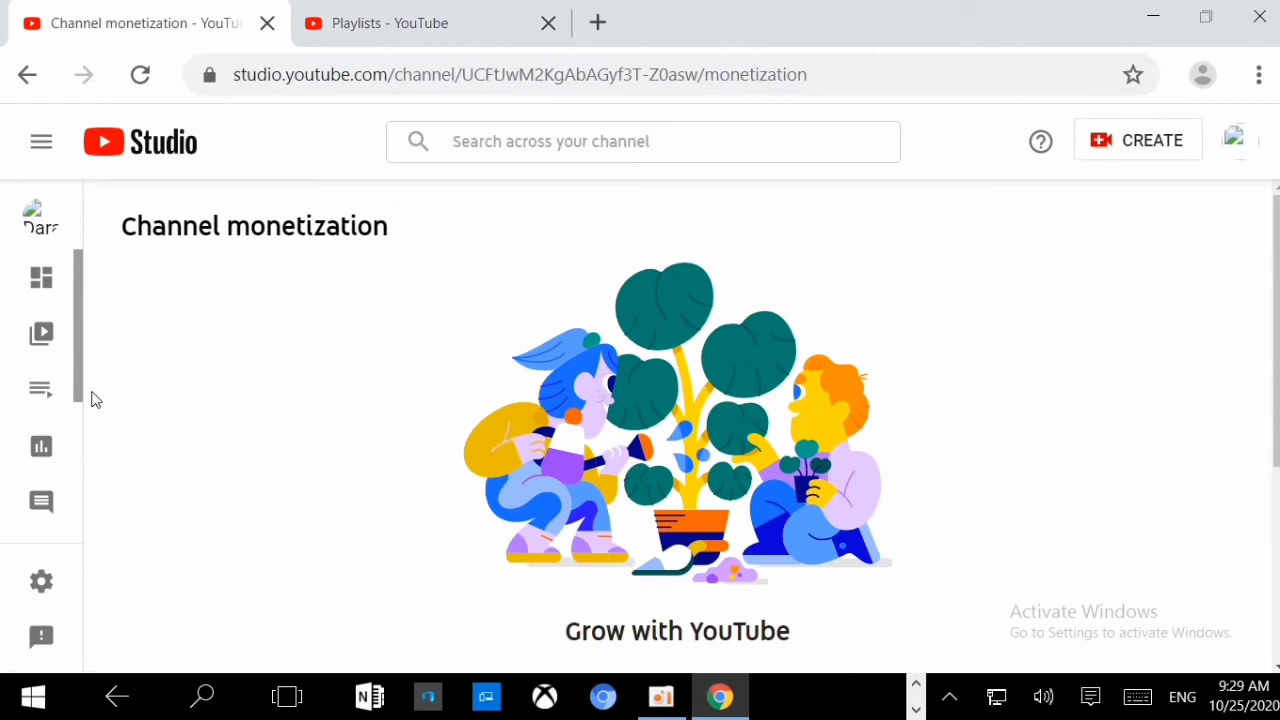 Channel monetization - YouTu
Playlists - YouTube
studio.youtube.com/channel/UCFtJwM2KgAbAGyf3T-Z0asw/monetization
Studio
Search across your channel
CREATE
Dara
Channel monetization
Grow with YouTube
Activate Windows
Go to Settings to activate Windows.
ENG
9:29 AM
10/25/2020